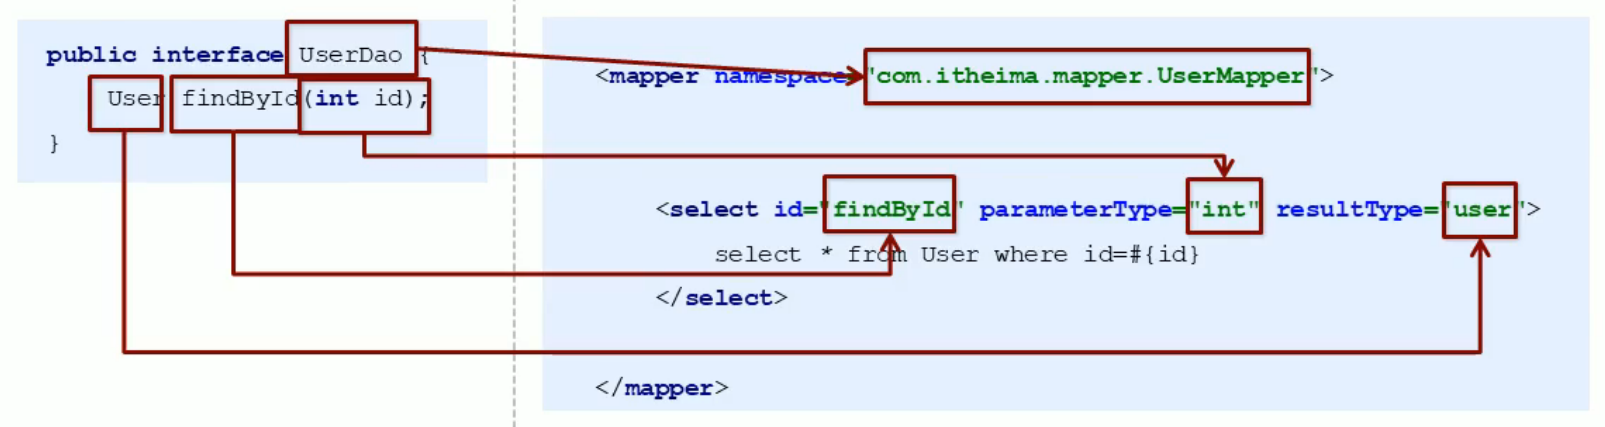 public interface UserDao {
User findById(int id);
}
<mapper namespace="com.itheima.mapper.UserMapper">
<select id="findById" parameterType="int" resultType="user">
select * from User where id=#{id}
</select>
</mapper>